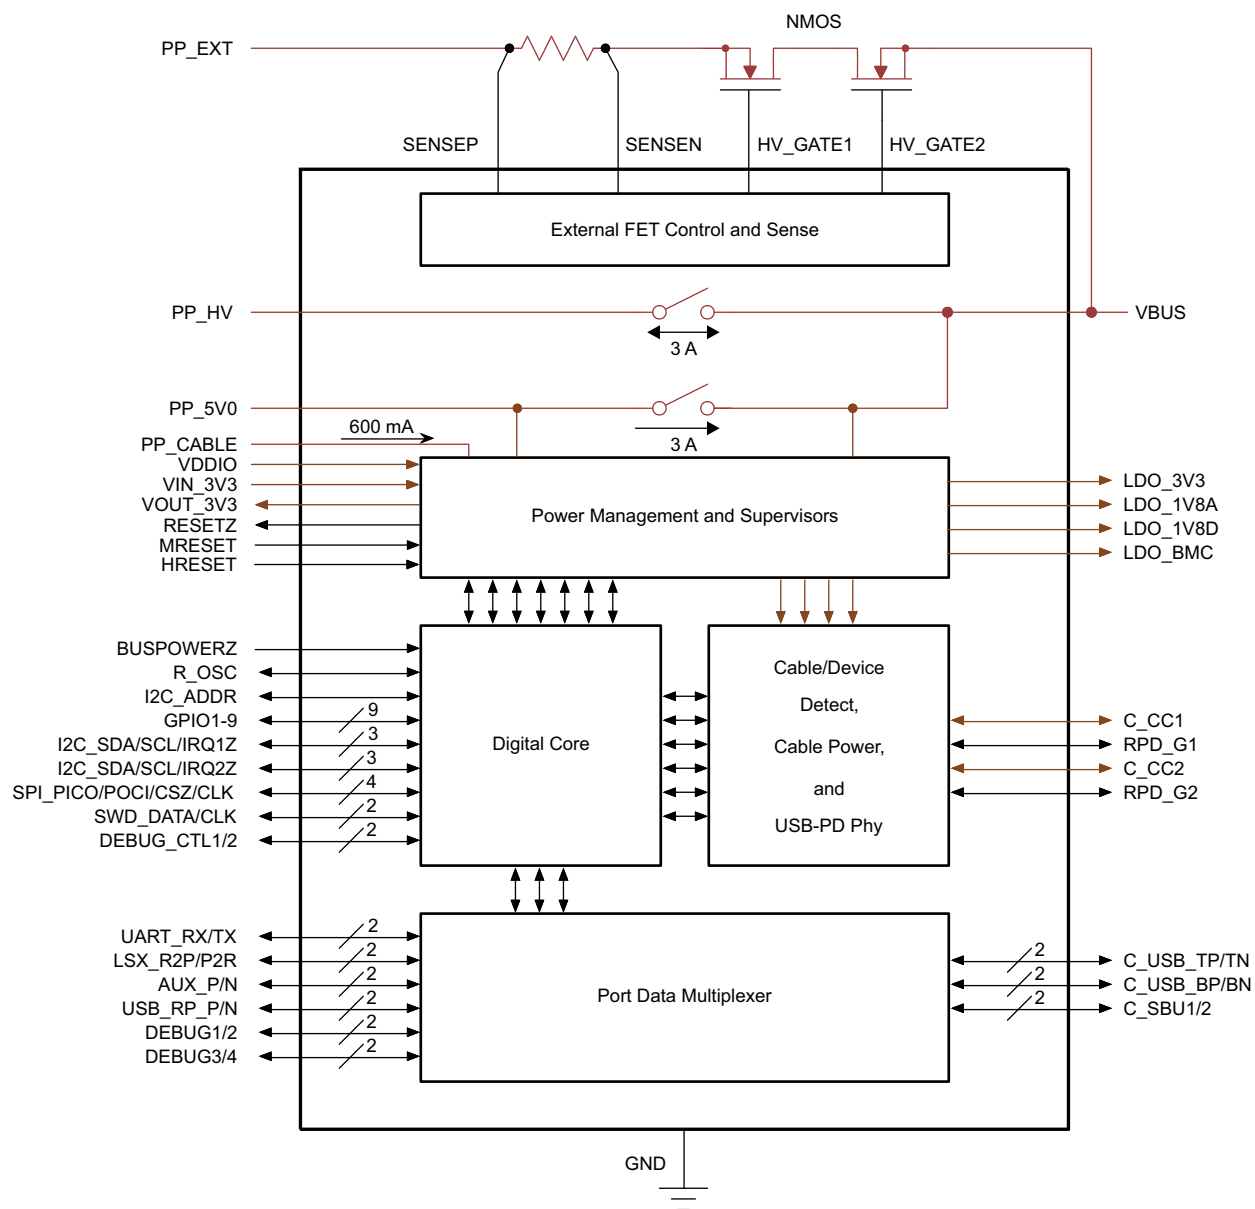 NMOS
PP_EXT
SENSEP
SENSEN
HV_GATE1
HV_GATE2
External FET Control and Sense
PP_HV
3 A
VBUS
PP_5V0
3 A
600 mA
PP_CABLE
VDDIO
VIN_3V3
VOUT_3V3
RESETZ
MRESET
HRESET
Power Management and Supervisors
LDO_3V3
LDO_1V8A
LDO_1V8D
LDO_BMC
BUSPOWERZ
R_OSC
I2C_ADDR
GPIO1-9
9
I2C_SDA/SCL/IRQ1Z
3
I2C_SDA/SCL/IRQ2Z
3
SPI_PICO/POCI/CSZ/CLK
4
SWD_DATA/CLK
2
DEBUG_CTL1/2
2
Digital Core
Cable/Device
Detect,
Cable Power,
and
USB-PD Phy
C_CC1
RPD_G1
C_CC2
RPD_G2
UART_RX/TX
2
LSX_R2P/P2R
2
AUX_P/N
2
USB_RP_P/N
2
DEBUG1/2
2
DEBUG3/4
2
Port Data Multiplexer
2
C_USB_TP/TN
2
C_USB_BP/BN
2
C_SBU1/2
GND